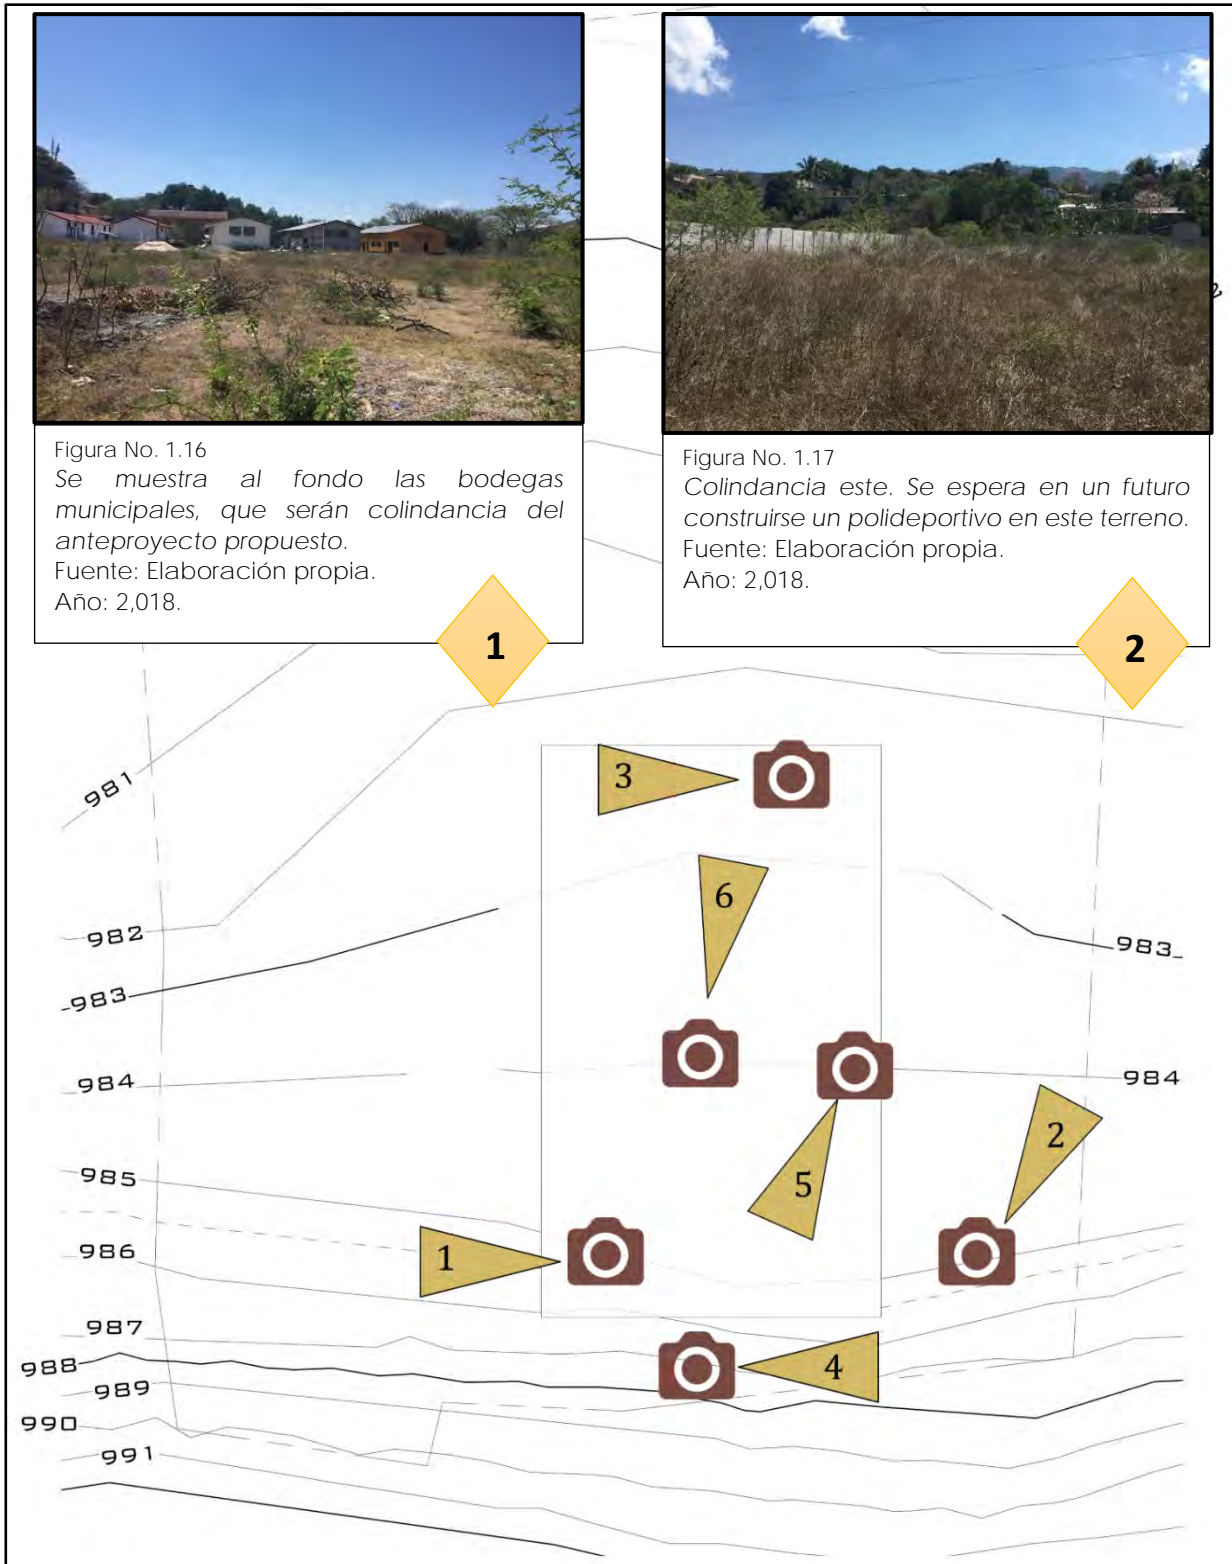 Figura No. 1.16
Se muestra al fondo las bodegas
municipales, que serán colindancia del
anteproyecto propuesto.
Fuente: Elaboración propia.
Año: 2,018.
1
Figura No. 1.17
Colindancia este. Se espera en un futuro
construirse un polideportivo en este terreno.
Fuente: Elaboración propia.
Año: 2,018.
2
981
3
6
982
983
983
984
984
2
5
985
986
1
987
988
4
989
990
991